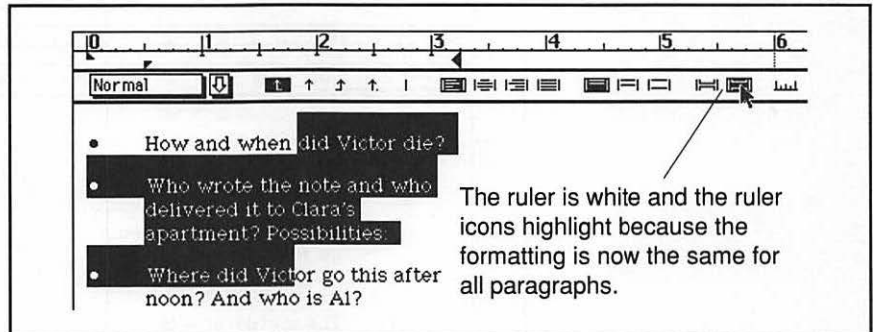 0 1 2 3 4 5 6
Normal
• How and when did Victor die?
• Who wrote the note and who
delivered it to Clara's
apartment? Possibilities:
• Where did Victor go this after
noon? And who is Al?
The ruler is white and the ruler
icons highlight because the
formatting is now the same for
all paragraphs.